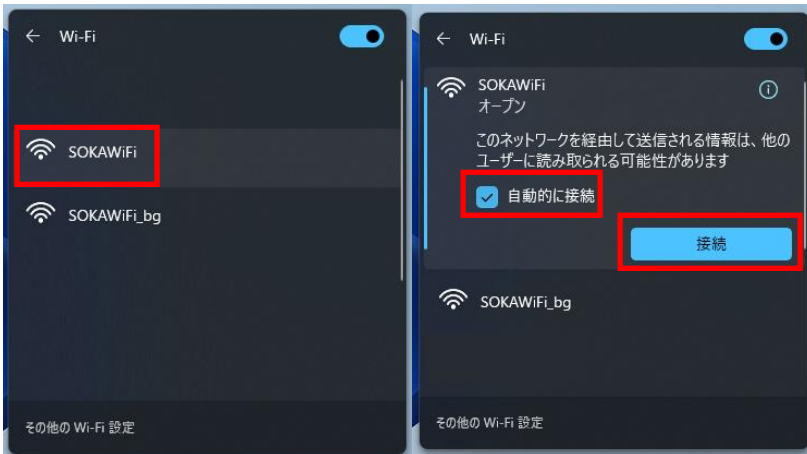 Wi-Fi
SOKAWiFi
SOKAWiFi_bg
その他の Wi-Fi 設定
Wi-Fi
SOKAWiFi
オープン
このネットワークを経由して送信される情報は、他の
ユーザーに読み取られる可能性があります
自動的に接続
接続
SOKAWiFi_bg
その他の Wi-Fi 設定